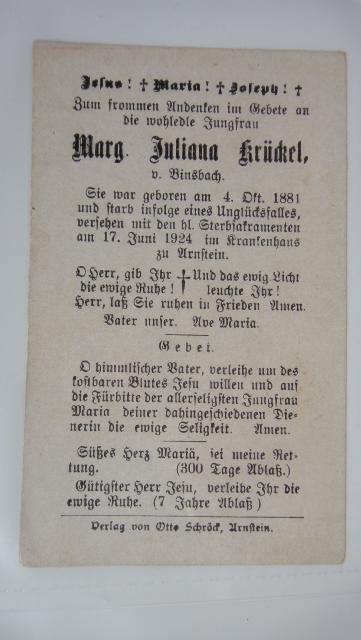 Jesus! † Maria! † Joseph! †
Zum frommen Andenken im Gebete an
die wohledle Jungfrau
Marg. Juliana Krückel,
v. Binsbach.
Sie war geboren am 4. Okt. 1881
und starb infolge eines Unglücksfalles,
versehen mit den hl. Sterbsakramenten
am 17. Juni 1924 im Krankenhaus
zu Arnstein.
O Herr, gib Ihr † Und das ewig Licht
die ewige Ruhe! leuchte Ihr!
Herr, laß Sie ruhen in Frieden Amen.
Vater unser. Ave Maria.
Gebei.
O himmlischer Vater, verleihe um des
kostbaren Blutes Jesu willen und auf
die Fürbitte der allerseligsten Jungfrau
Maria deiner dahingeschiedenen Die-
nerin die ewige Seligkeit. Amen.
Süßes Herz Mariä, sei meine Ret-
tung. (300 Tage Ablaß.)
Gütigster Herr Jesu, verleihe Ihr die
ewige Ruhe. (7 Jahre Ablaß)
Verlag von Otto Schröck, Arnstein.